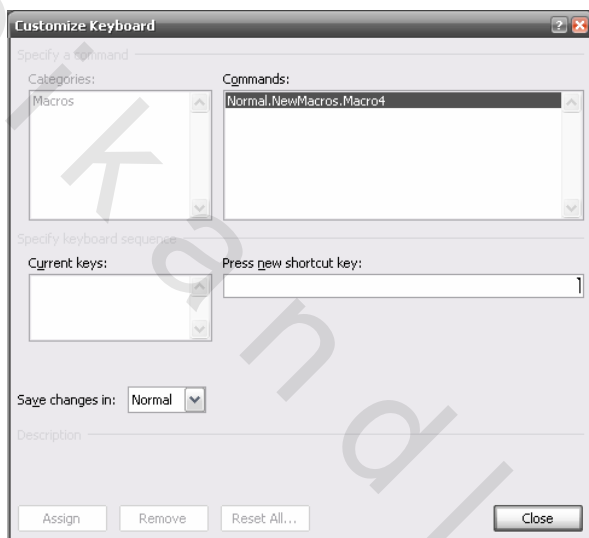 Customize Keyboard
Specify a command
Categories:
Commands:
Macros
Normal.NewMacros.Macro4
Specify keyboard sequence
Current keys:
Press new shortcut key:
Save changes in:
Normal
Description
Assign
Remove
Reset All...
Close
i k a n d l